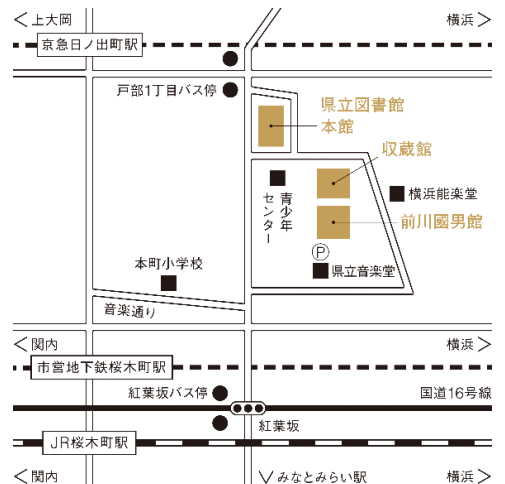 ＜上大岡
横浜＞
京急日ノ出町駅
戸部1丁目バス停
県立図書館
本館
収蔵館
青少年
センター
横浜能楽堂
前川國男館
P
県立音楽堂
本町小学校
音楽通り
＜関内
横浜＞
市営地下鉄桜木町駅
紅葉坂バス停
国道16号線
紅葉坂
JR桜木町駅
＜関内
∨みなとみらい駅
横浜＞